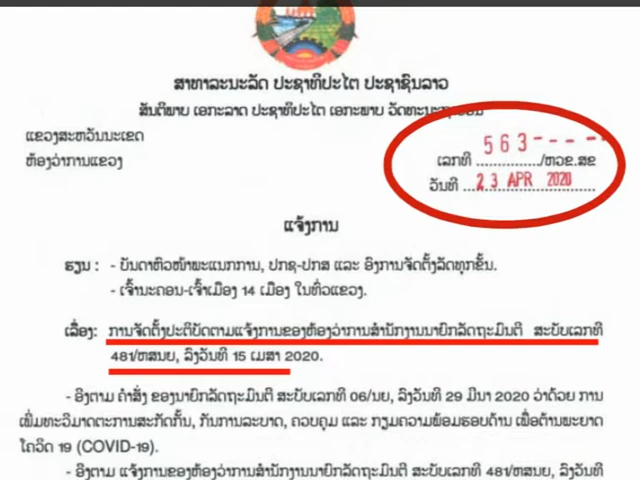 ສາທາລະນະລັດ ປະຊາທິປະໄຕ ປະຊາຊົນລາວ
ສັນຕິພາບ ເອກະລາດ ປະຊາທິປະໄຕ ເອກະພາບ ວັດທະນະຖາວອນ
ແຂວງສະຫວັນນະເຂດ
ຫ້ອງວ່າການແຂວງ
ເລກທີ ..563............/ຫວຂ.ສຂ
ວັນທີ ...23 APR 2020......
ແຈ້ງການ
ຮຽນ : - ບັນດາຫົວໜ້າພະແນກການ, ປກຊ-ປກສ ແລະ ອົງການຈັດຕັ້ງລັດທຸກຂັ້ນ.
- ເຈົ້ານະຄອນ-ເຈົ້າເມືອງ 14 ເມືອງ ໃນທົ່ວແຂວງ.
ເລື່ອງ: ການຈັດຕັ້ງປະຕິບັດຕາມແຈ້ງການຂອງຫ້ອງວ່າການສໍານັກງານນາຍົກລັດຖະມົນຕີ ສະບັບເລກທີ
481/ຫສນຍ, ລົງວັນທີ 15 ເມສາ 2020.
- ອີງຕາມ ຄໍາສັ່ງ ຂອງນາຍົກລັດຖະມົນຕີ ສະບັບເລກທີ 06/ນຍ, ລົງວັນທີ 29 ມີນາ 2020 ວ່າດ້ວຍ ການ
ເພີ່ມທະວີມາດຕະການສະກັດກັ້ນ, ກັນການລະບາດ, ຄວບຄຸມ ແລະ ກຽມຄວາມພ້ອມຮອບດ້ານ ເພື່ອຕ້ານພະຍາດ
ໂຄວິດ 19 (COVID-19).
- ອີງຕາມ ແຈ້ງການຂອງຫ້ອງວ່າການສໍານັກງານນາຍົກລັດຖະມົນຕີ ສະບັບເລກທີ 481/ຫສນຍ, ລົງວັນທີ